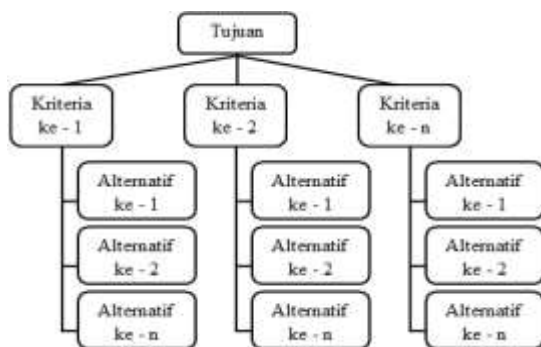 Tujuan
Kriteria
ke - 1
Kriteria
ke - 2
Kriteria
ke - n
Alternatif
ke - 1
Alternatif
ke - 2
Alternatif
ke - n
Alternatif
ke - 1
Alternatif
ke - 2
Alternatif
ke - n
Alternatif
ke - 1
Alternatif
ke - 2
Alternatif
ke - n